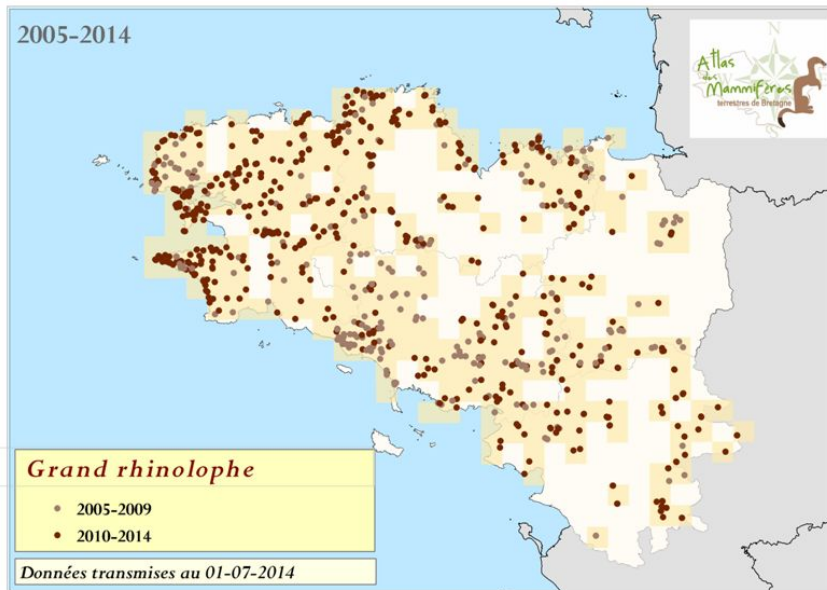 2005-2014
N
Atlas
des
Mammifères
terrestres de Bretagne
Grand rhinolophe
2005-2009
2010-2014
Données transmises au 01-07-2014